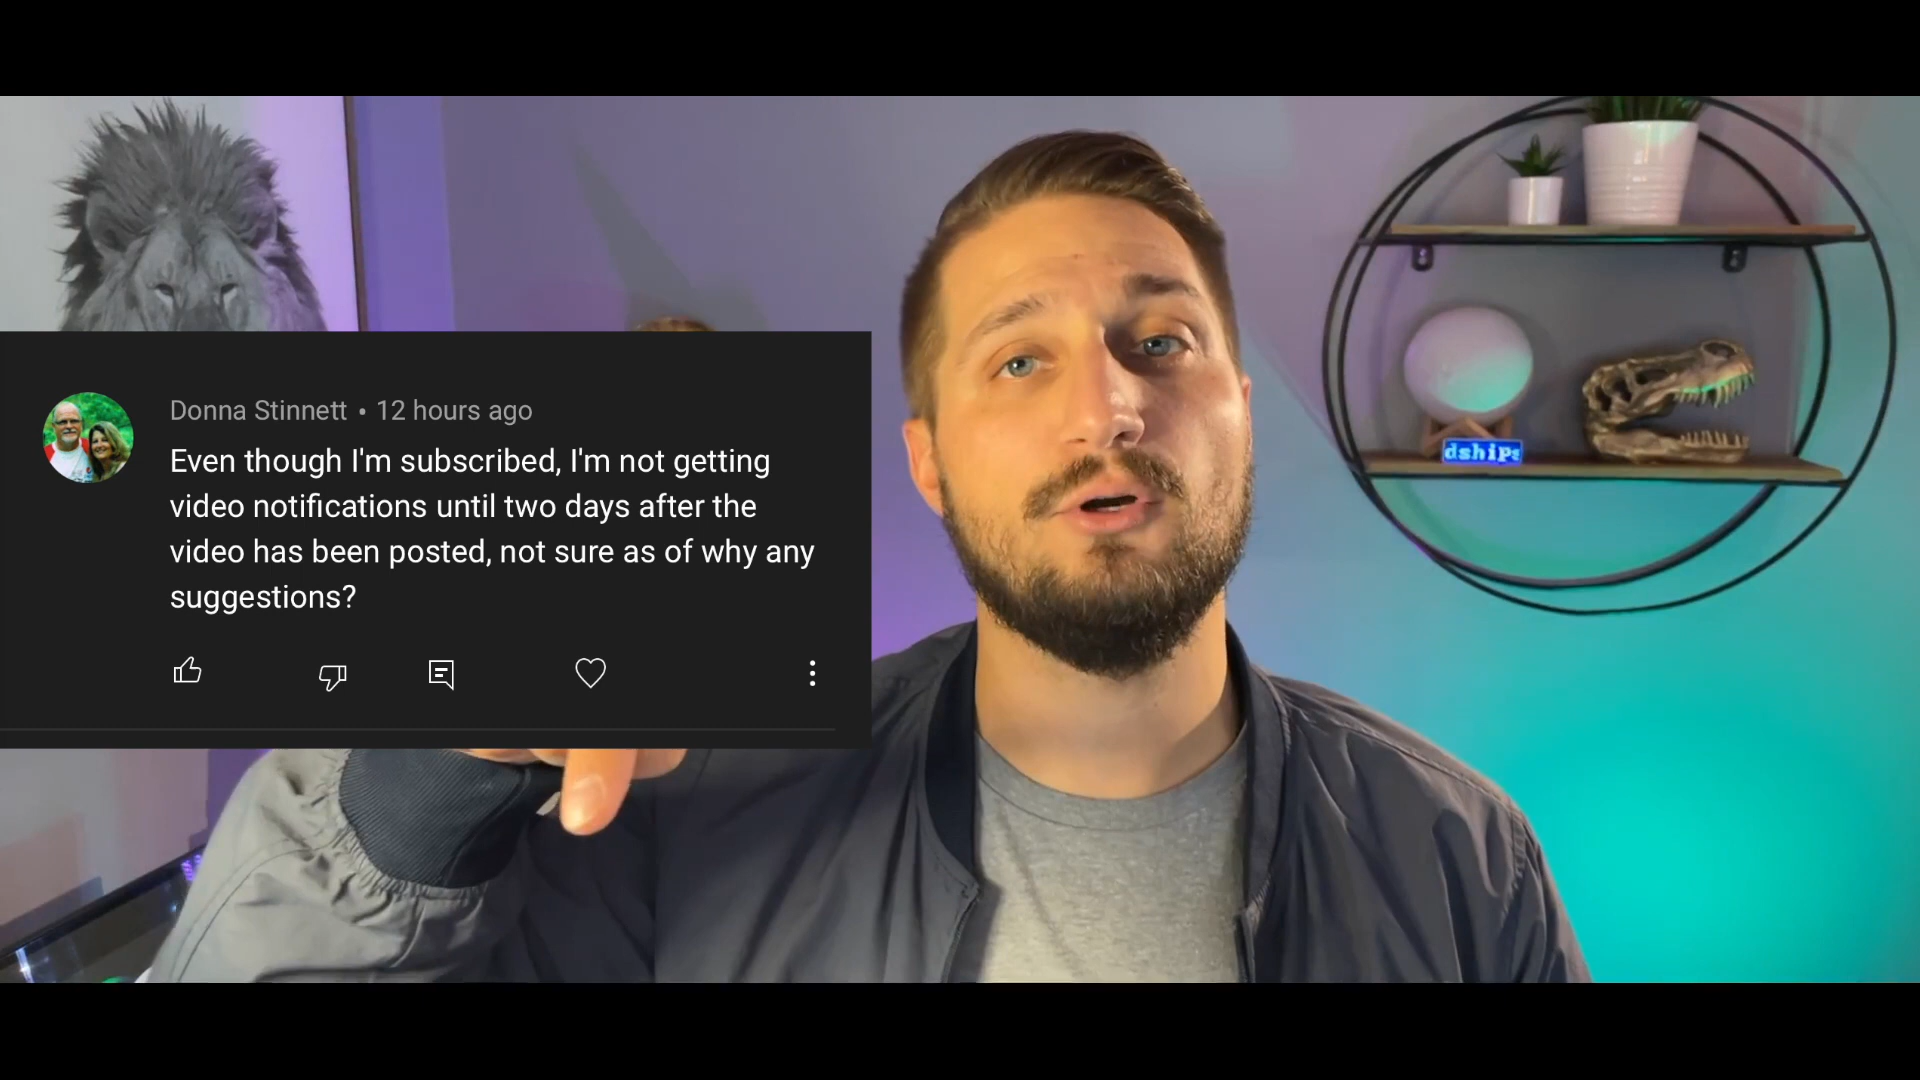 Donna Stinnett • 12 hours ago
Even though I'm subscribed, I'm not getting
video notifications until two days after the
video has been posted, not sure as of why any
suggestions?
dships